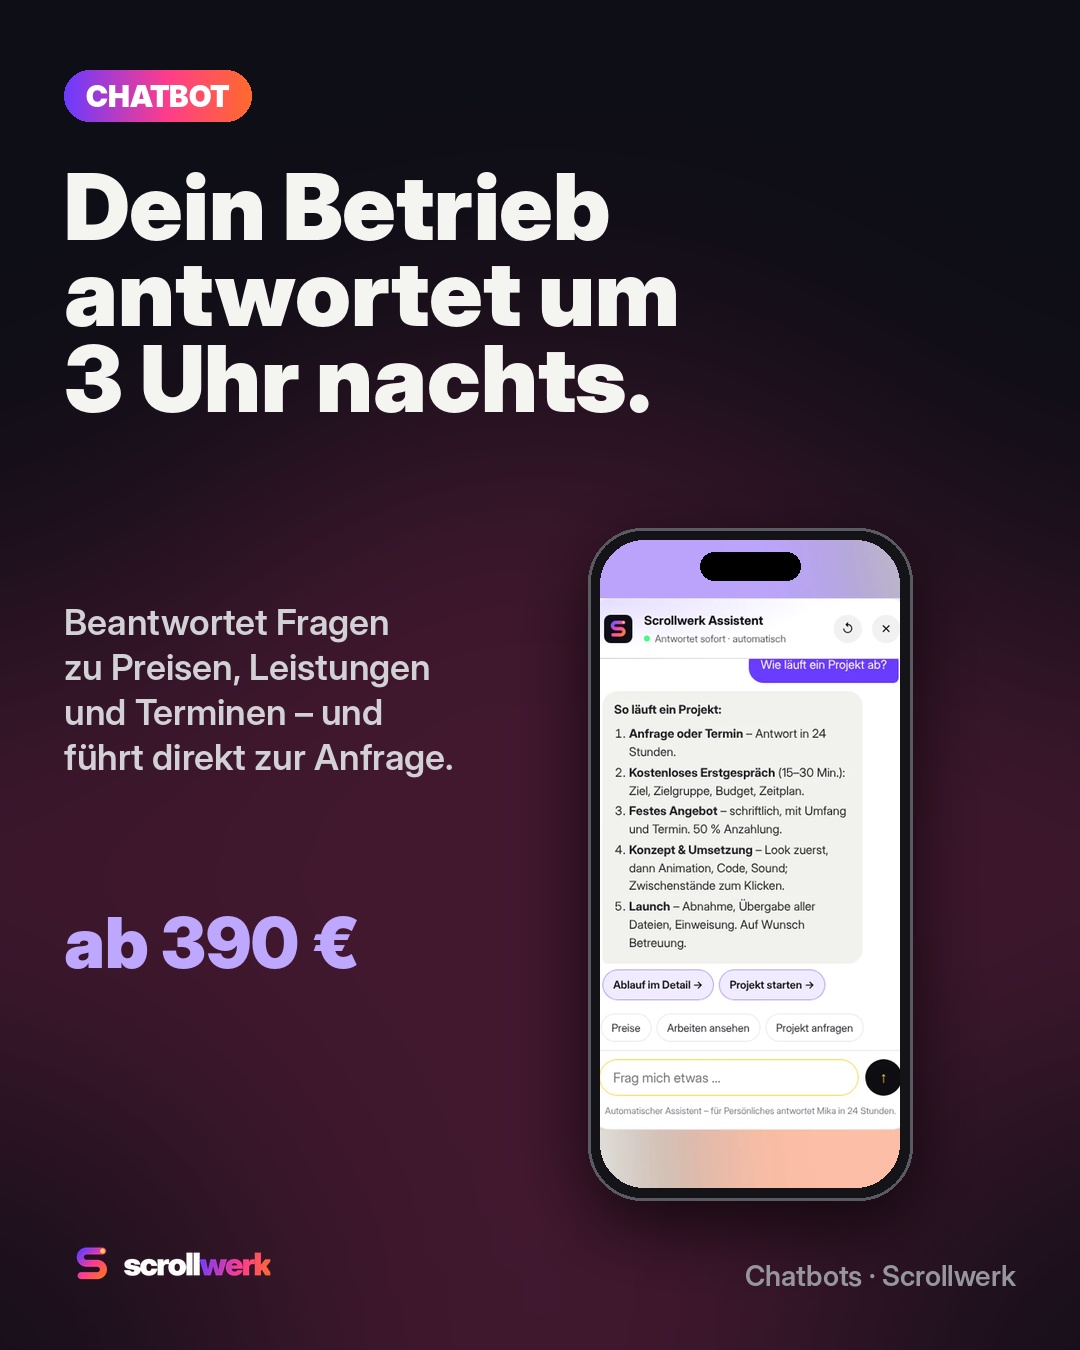 CHATBOT
Dein Betrieb
antwortet um
3 Uhr nachts.
Beantwortet Fragen
zu Preisen, Leistungen
und Terminen – und
führt direkt zur Anfrage.
ab 390 €
Scrollwerk Assistent
Antwortet sofort · automatisch
Wie läuft ein Projekt ab?
So läuft ein Projekt:
1. Anfrage oder Termin – Antwort in 24
Stunden.
2. Kostenloses Erstgespräch (15–30 Min.):
Ziel, Zielgruppe, Budget, Zeitplan.
3. Festes Angebot – schriftlich, mit Umfang
und Termin. 50 % Anzahlung.
4. Konzept & Umsetzung – Look zuerst,
dann Animation, Code, Sound;
Zwischenstände zum Klicken.
5. Launch – Abnahme, Übergabe aller
Dateien, Einweisung. Auf Wunsch
Betreuung.
Ablauf im Detail → Projekt starten →
Preise Arbeiten ansehen Projekt anfragen
Frag mich etwas ...
Automatischer Assistent – für Persönliches antwortet Mika in 24 Stunden.
scrollwerk
Chatbots · Scrollwerk